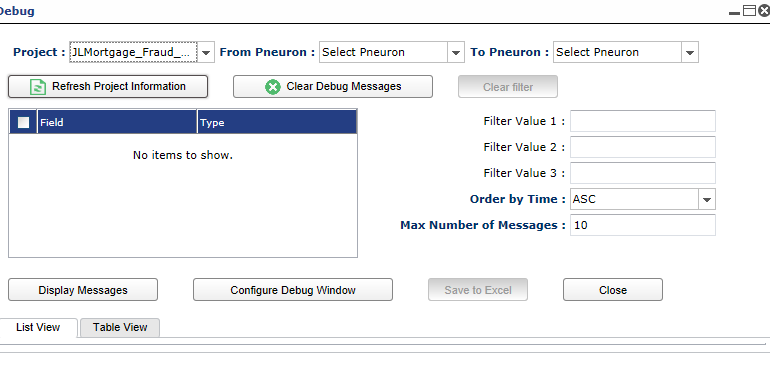 Debug
Project : JLMortgage_Fraud_... From Pneuron : Select Pneuron To Pneuron : Select Pneuron
Refresh Project Information Clear Debug Messages Clear filter
Field Type
No items to show.
Filter Value 1 :
Filter Value 2 :
Filter Value 3 :
Order by Time : ASC
Max Number of Messages : 10
Display Messages Configure Debug Window Save to Excel Close
List View Table View